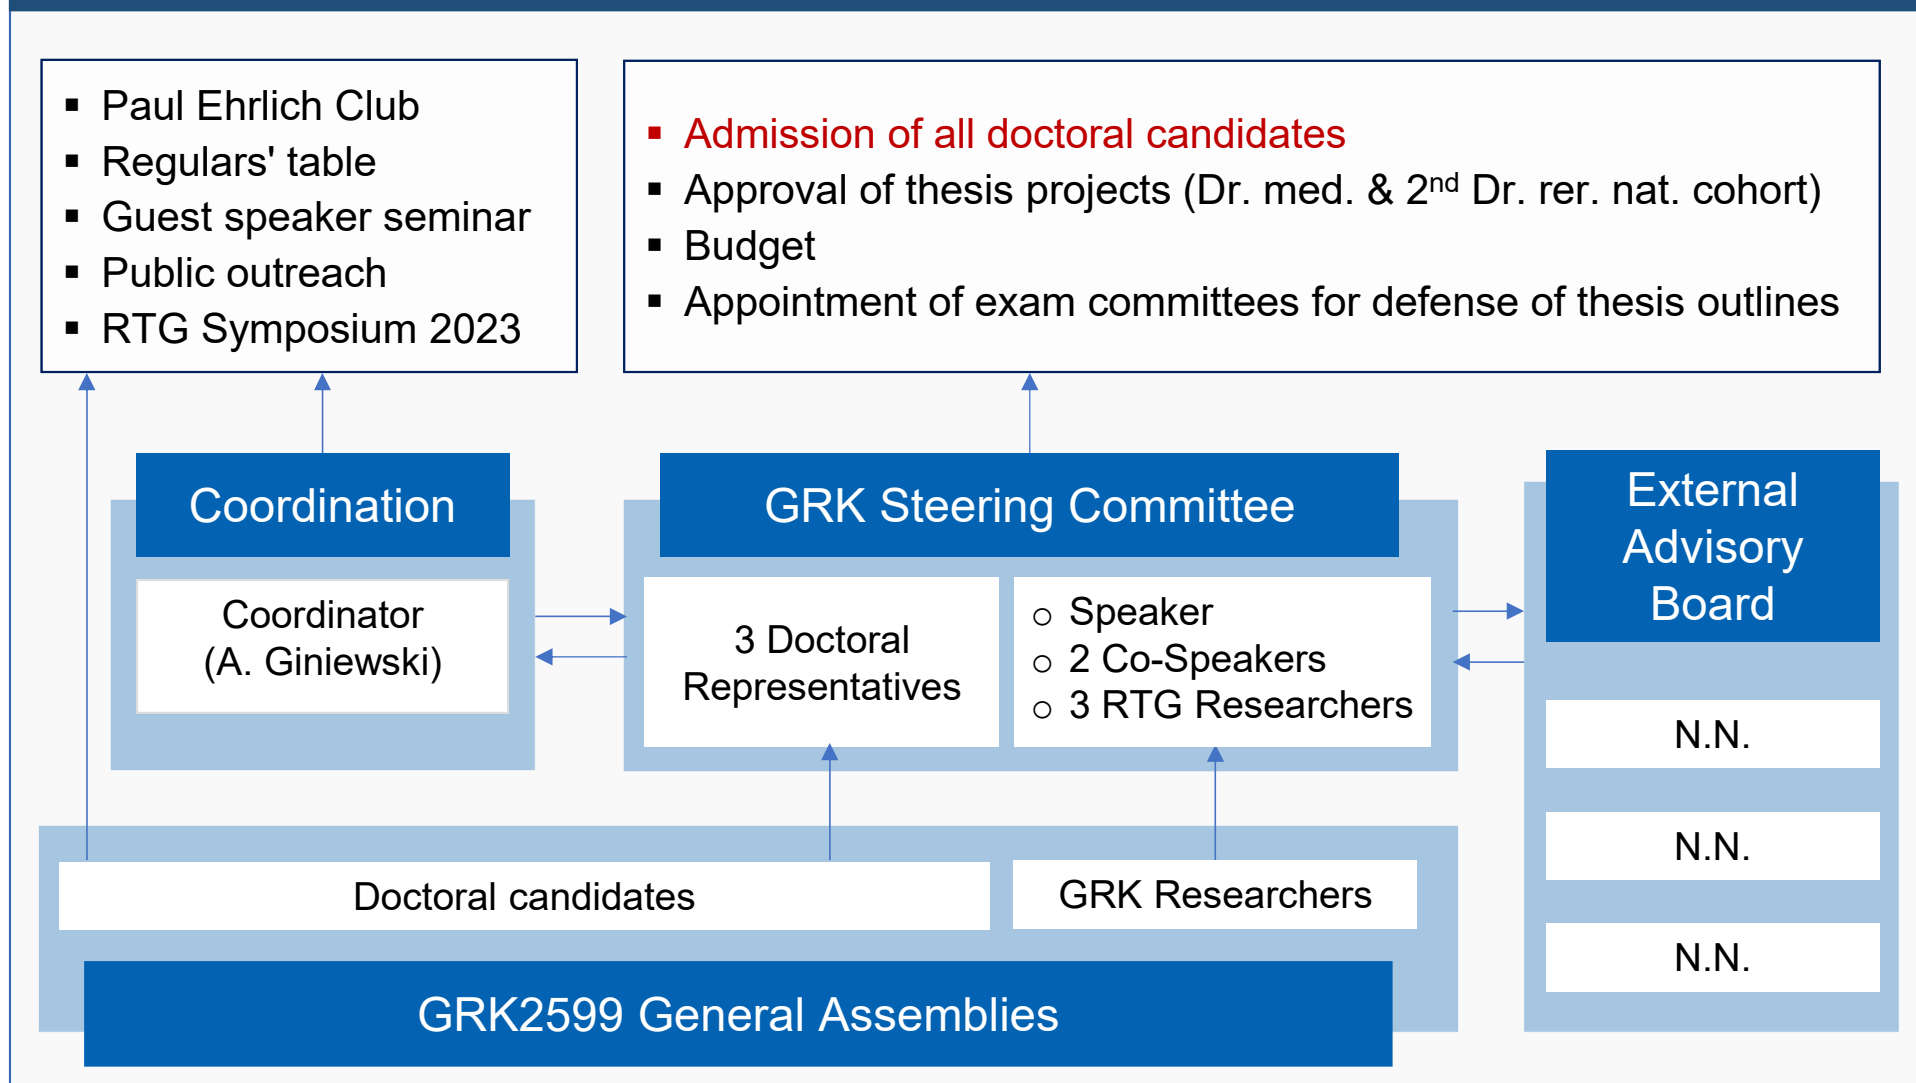 ▪ Paul Ehrlich Club
▪ Regulars' table
▪ Guest speaker seminar
▪ Public outreach
▪ RTG Symposium 2023
▪ Admission of all doctoral candidates
▪ Approval of thesis projects (Dr. med. & 2nd Dr. rer. nat. cohort)
▪ Budget
▪ Appointment of exam committees for defense of thesis outlines
Coordination
Coordinator
(A. Giniewski)
GRK Steering Committee
3 Doctoral
Representatives
o Speaker
o 2 Co-Speakers
o 3 RTG Researchers
External
Advisory
Board
N.N.
N.N.
N.N.
Doctoral candidates
GRK Researchers
GRK2599 General Assemblies